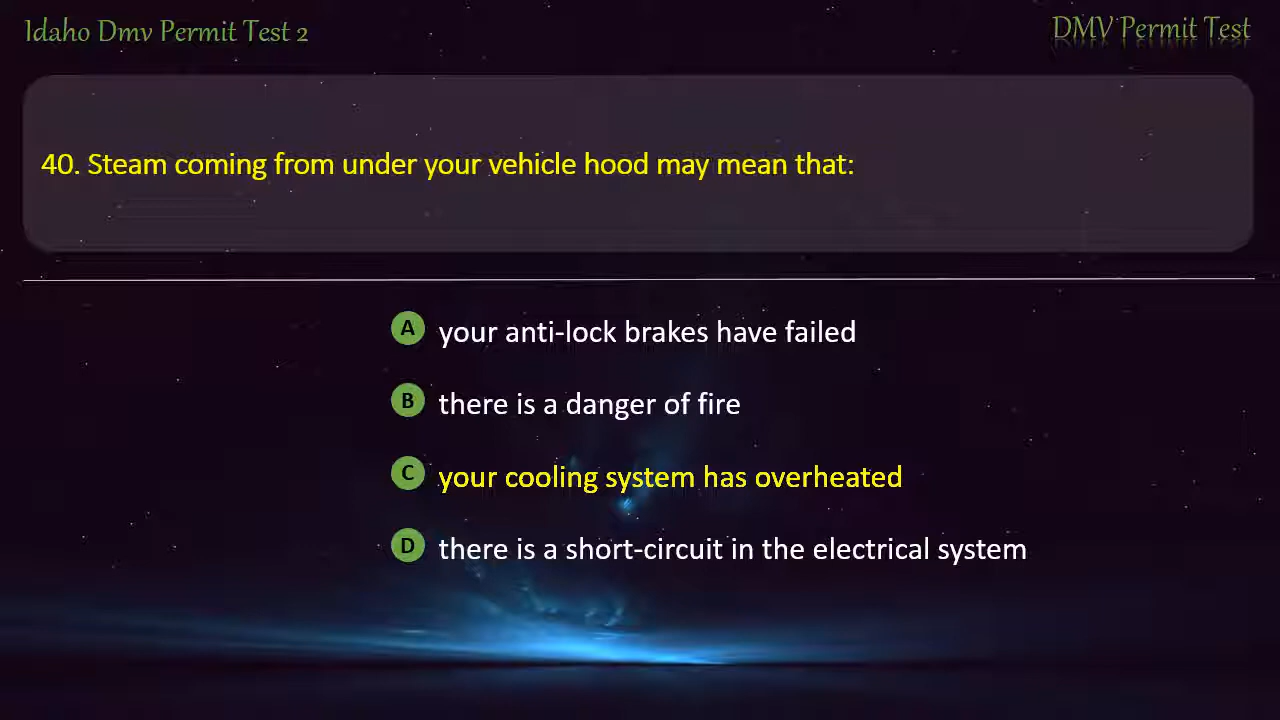 Idaho Dmv Permit Test 2
DMV Permit Test
40. Steam coming from under your vehicle hood may mean that:
A your anti-lock brakes have failed
B there is a danger of fire
C your cooling system has overheated
D there is a short-circuit in the electrical system